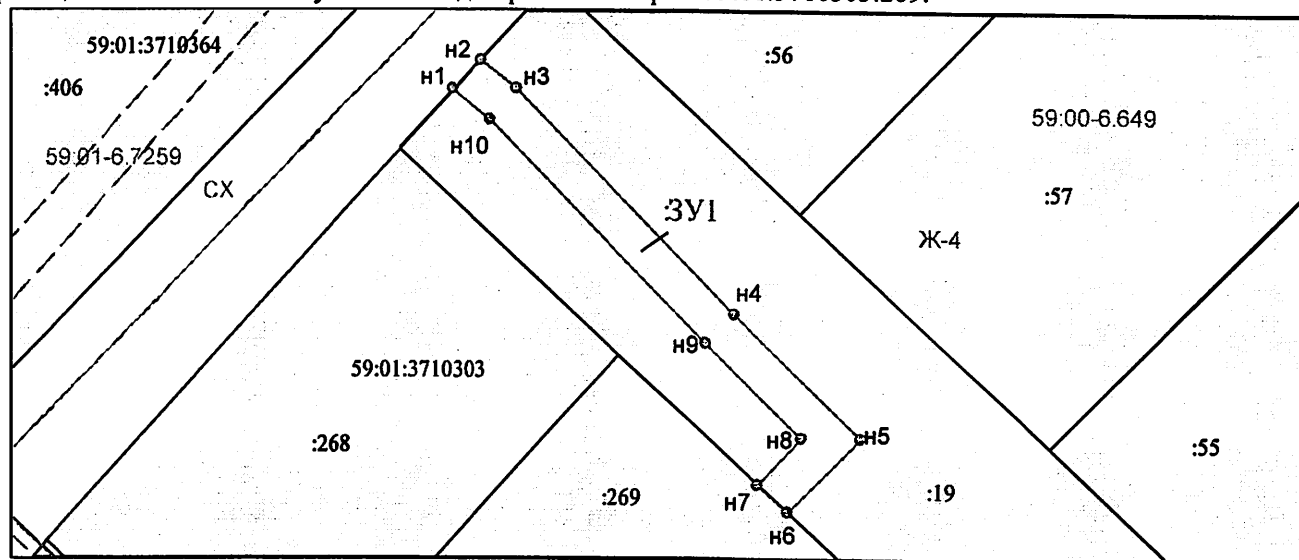 59:01:3710364
:406
59:01-6.7259
СХ
н2
н1
н3
н10
:56
59:00-6.649
:57
:ЗУ1
Ж-4
н4
н9
59:01:3710303
:268
н8
н5
:55
:269
н7
:19
н6